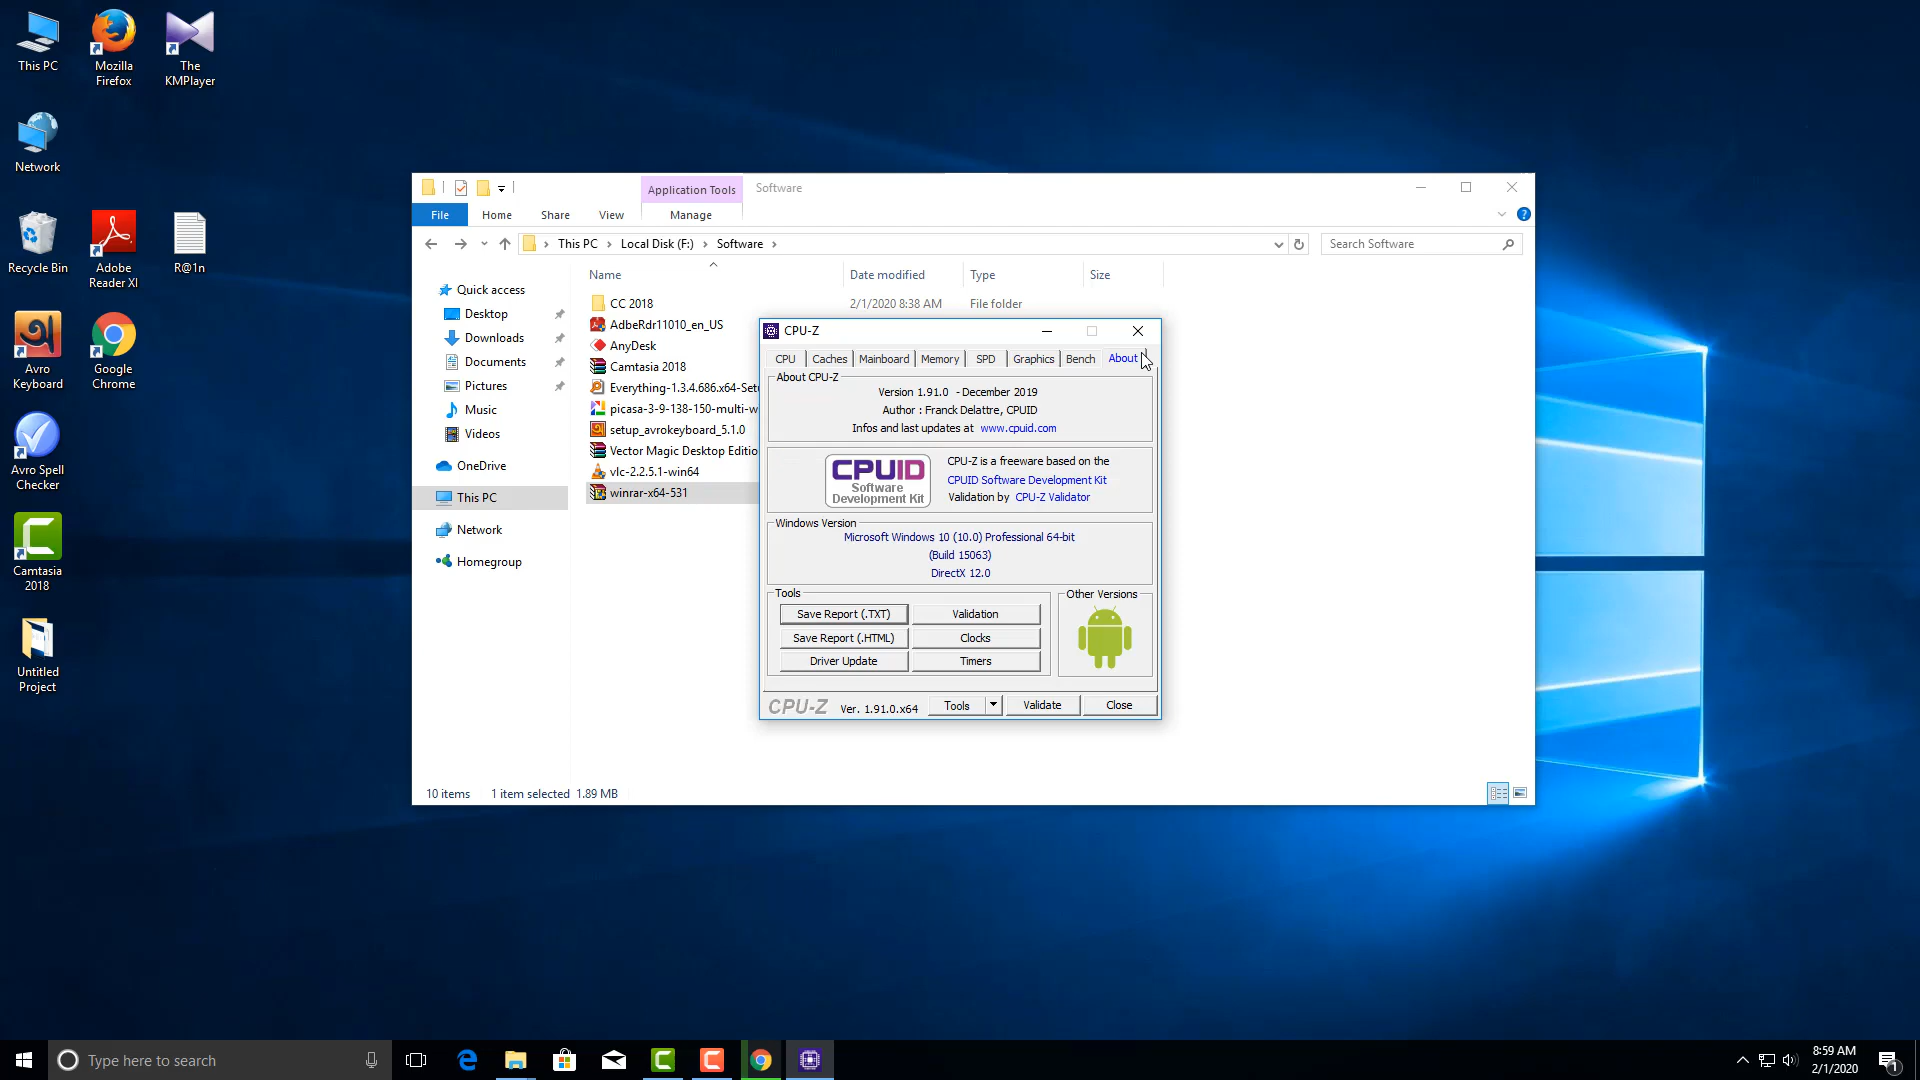 This PC
Mozilla
Firefox
The
KMPlayer
Network
Recycle Bin
Adobe
Reader XI
R@1n
Avro
Keyboard
Google
Chrome
Avro Spell
Checker
Camtasia
2018
Untitled
Project
Application Tools
Software
File
Home
Share
View
Manage
This PC
Local Disk (F:)
Software
Search Software
Quick access
Desktop
Downloads
Documents
Pictures
Music
Videos
OneDrive
This PC
Network
Homegroup
Name
Date modified
Type
Size
CC 2018
2/1/2020 8:38 AM
File folder
AdbeRdr11010_en_US
AnyDesk
Camtasia 2018
Everything-1.3.4.686.x64-Set
picasa-3-9-138-150-multi-w
setup_avrokeyboard_5.1.0
Vector Magic Desktop Editio
vlc-2.2.5.1-win64
winrar-x64-531
10 items
1 item selected 1.89 MB
CPU-Z
CPU
Caches
Mainboard
Memory
SPD
Graphics
Bench
About
About CPU-Z
Version 1.91.0 - December 2019
Author : Franck Delattre, CPUID
Infos and last updates at www.cpuid.com
CPUID
Software
Development Kit
CPU-Z is a freeware based on the
CPUID Software Development Kit
Validation by CPU-Z Validator
Windows Version
Microsoft Windows 10 (10.0) Professional 64-bit
(Build 15063)
DirectX 12.0
Tools
Save Report (.TXT)
Validation
Save Report (.HTML)
Clocks
Driver Update
Timers
Other Versions
CPU-Z
Ver. 1.91.0.x64
Tools
Validate
Close
Type here to search
8:59 AM
2/1/2020
1